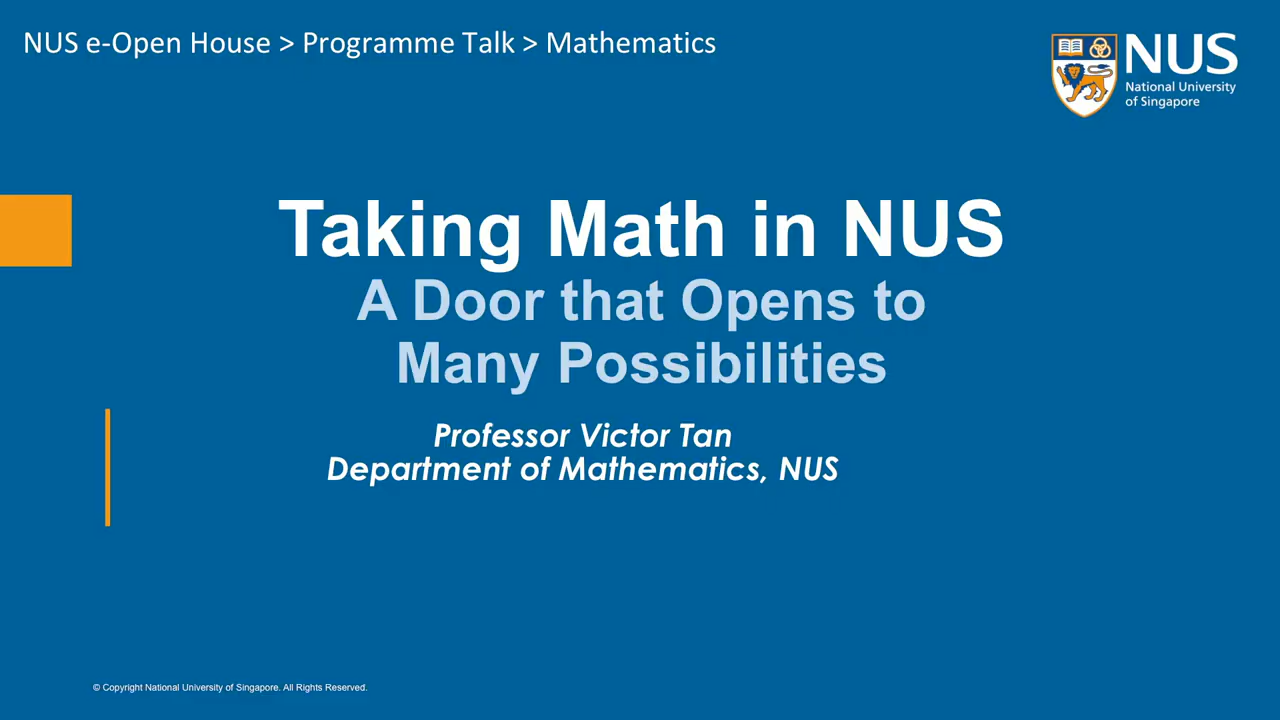 NUS e-Open House > Programme Talk > Mathematics
NUS
National University
of Singapore
Taking Math in NUS
A Door that Opens to
Many Possibilities
Professor Victor Tan
Department of Mathematics, NUS
© Copyright National University of Singapore. All Rights Reserved.